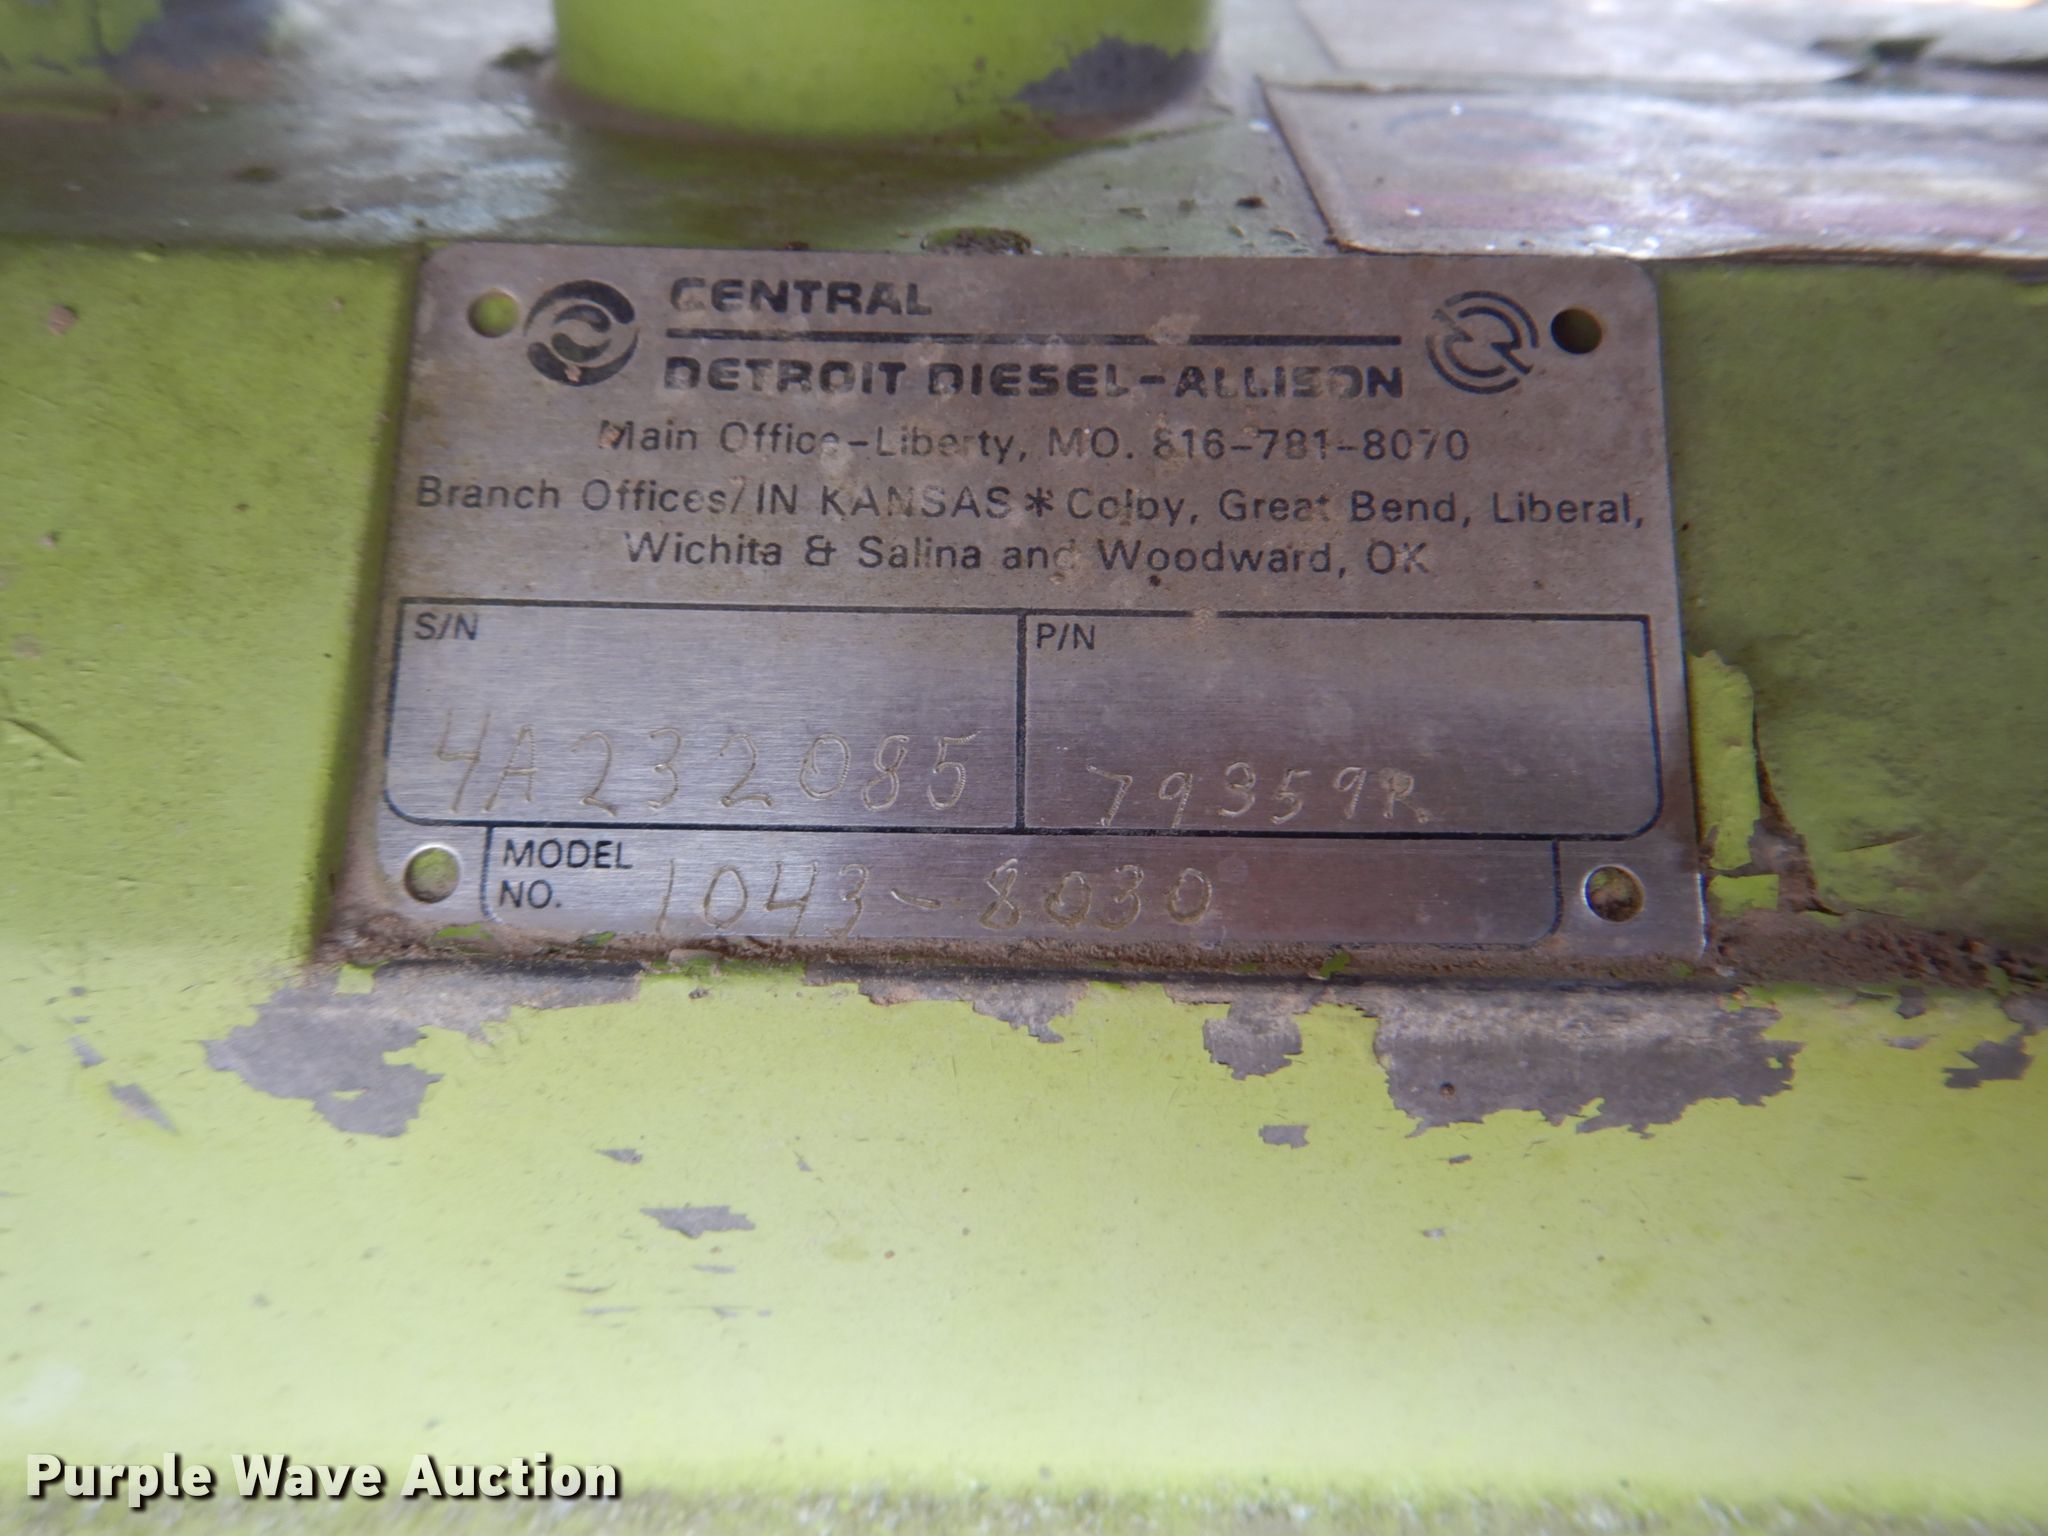 CENTRAL
DETROIT DIESEL-ALLISON
Main Office-Liberty, MO. 816-781-8070
Branch Offices/IN KANSAS * Colby, Great Bend, Liberal,
Wichita & Salina and Woodward, OK
S/N
P/N
4A232085
79359R
MODEL
NO.
1043-8030
Purple Wave Auction